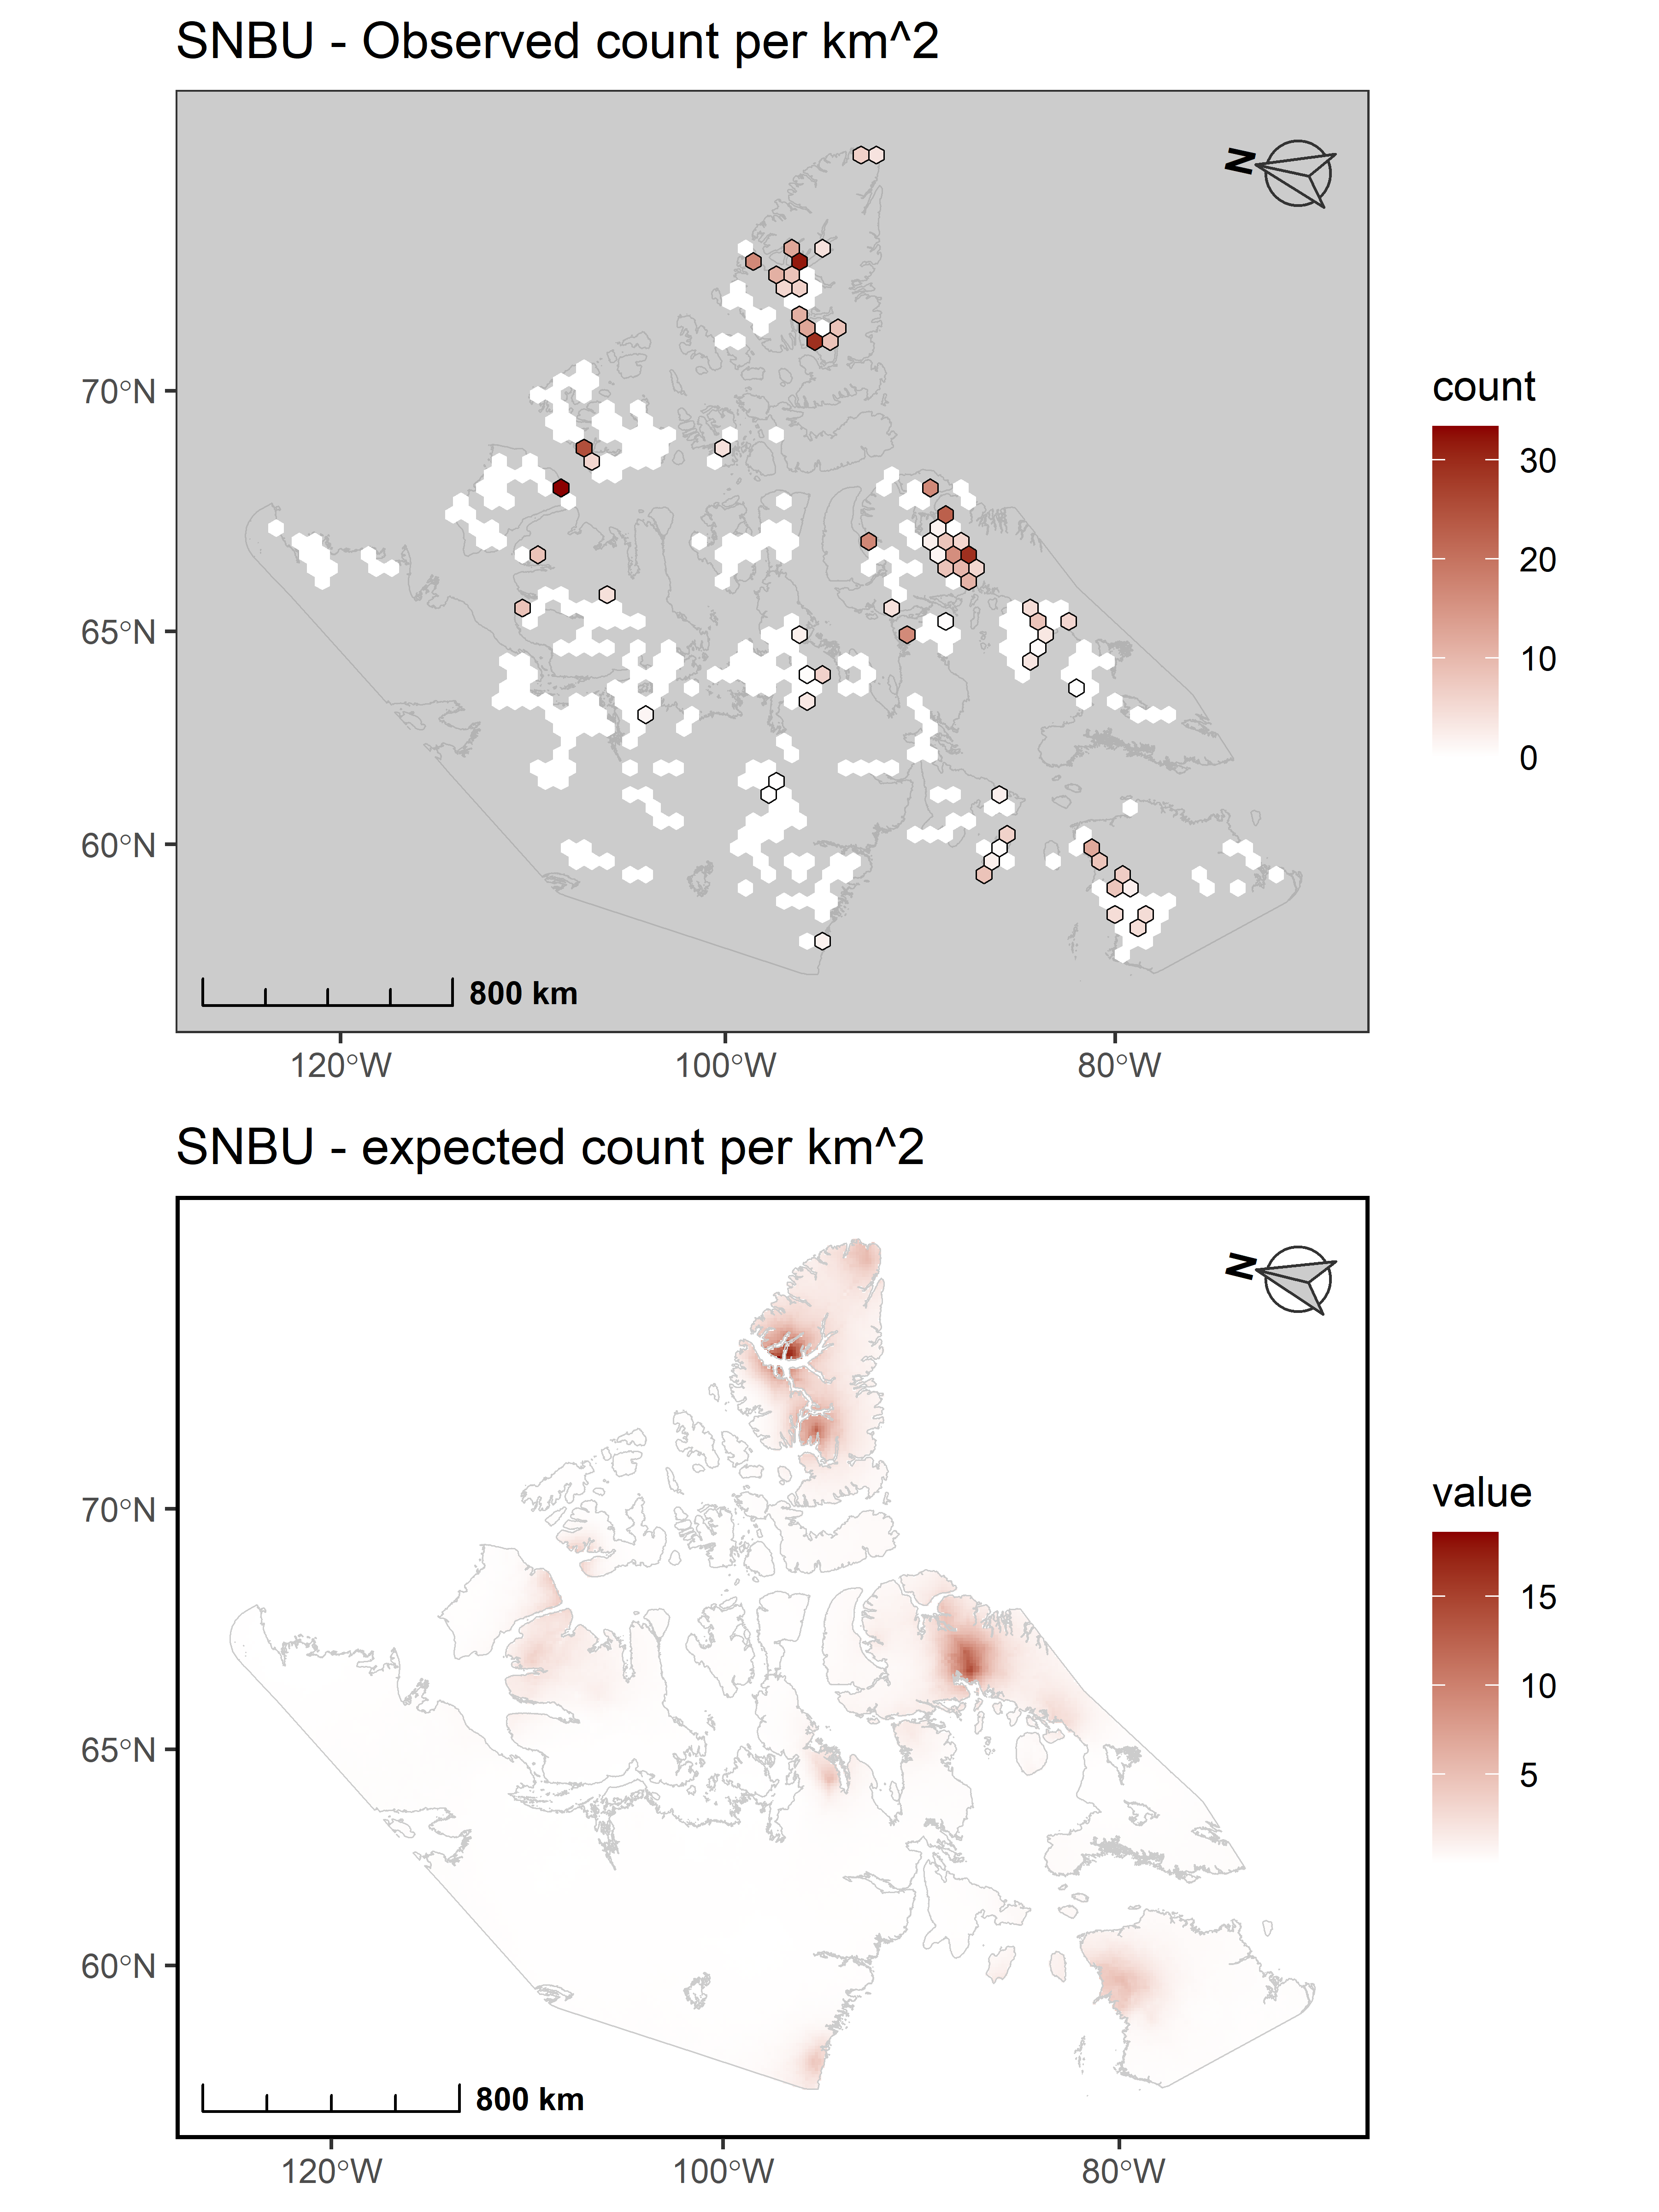 SNBU - Observed count per km^2
N
70°N
65°N
60°N
800 km
120°W
100°W
80°W
count
30
20
10
0
SNBU - expected count per km^2
N
70°N
65°N
60°N
800 km
120°W
100°W
80°W
value
15
10
5